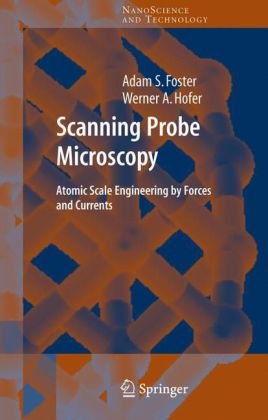 NanoScience and Technology
Adam S. Foster
Werner A. Hofer
Scanning Probe
Microscopy
Atomic Scale Engineering by Forces
and Currents
Springer